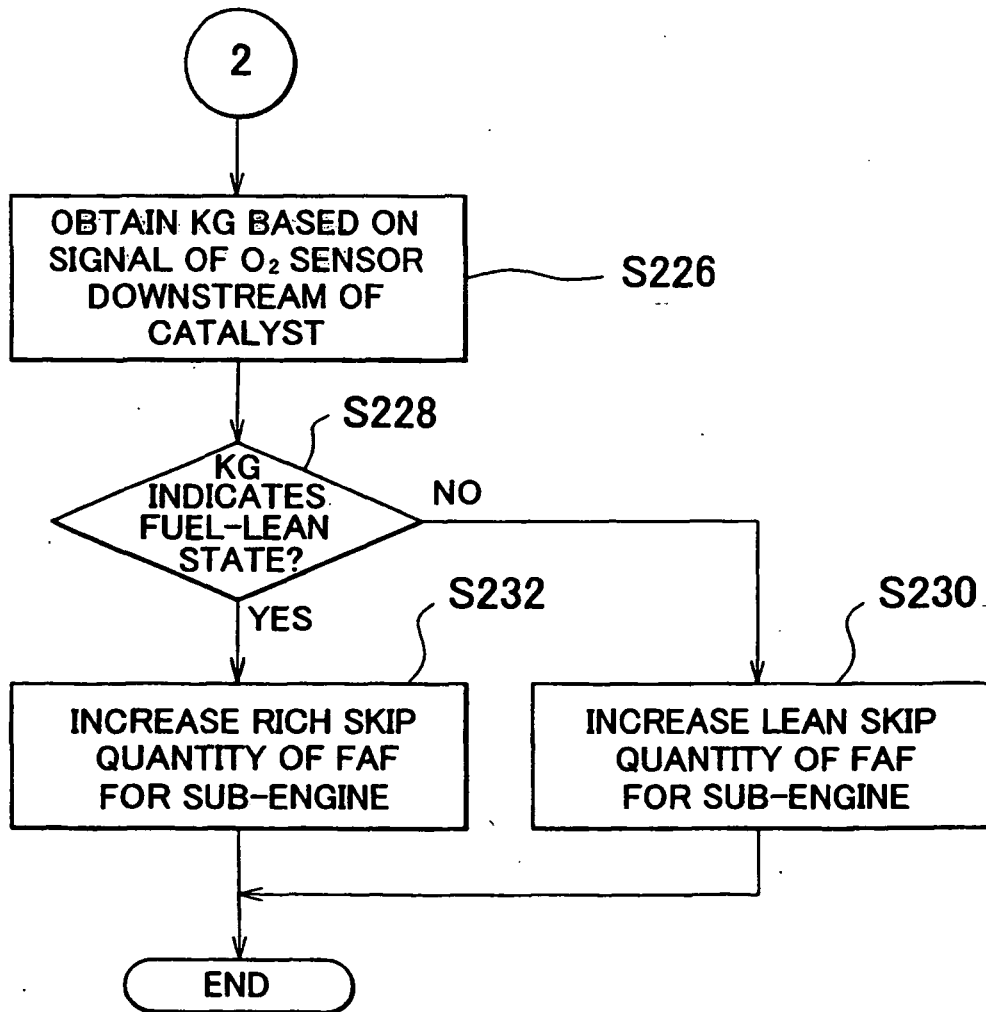 2
OBTAIN KG BASED ON
SIGNAL OF O₂ SENSOR
DOWNSTREAM OF
CATALYST
S226
S228
KG
INDICATES
FUEL-LEAN
STATE?
NO
YES
S232
S230
INCREASE RICH SKIP
QUANTITY OF FAF
FOR SUB-ENGINE
INCREASE LEAN SKIP
QUANTITY OF FAF
FOR SUB-ENGINE
END